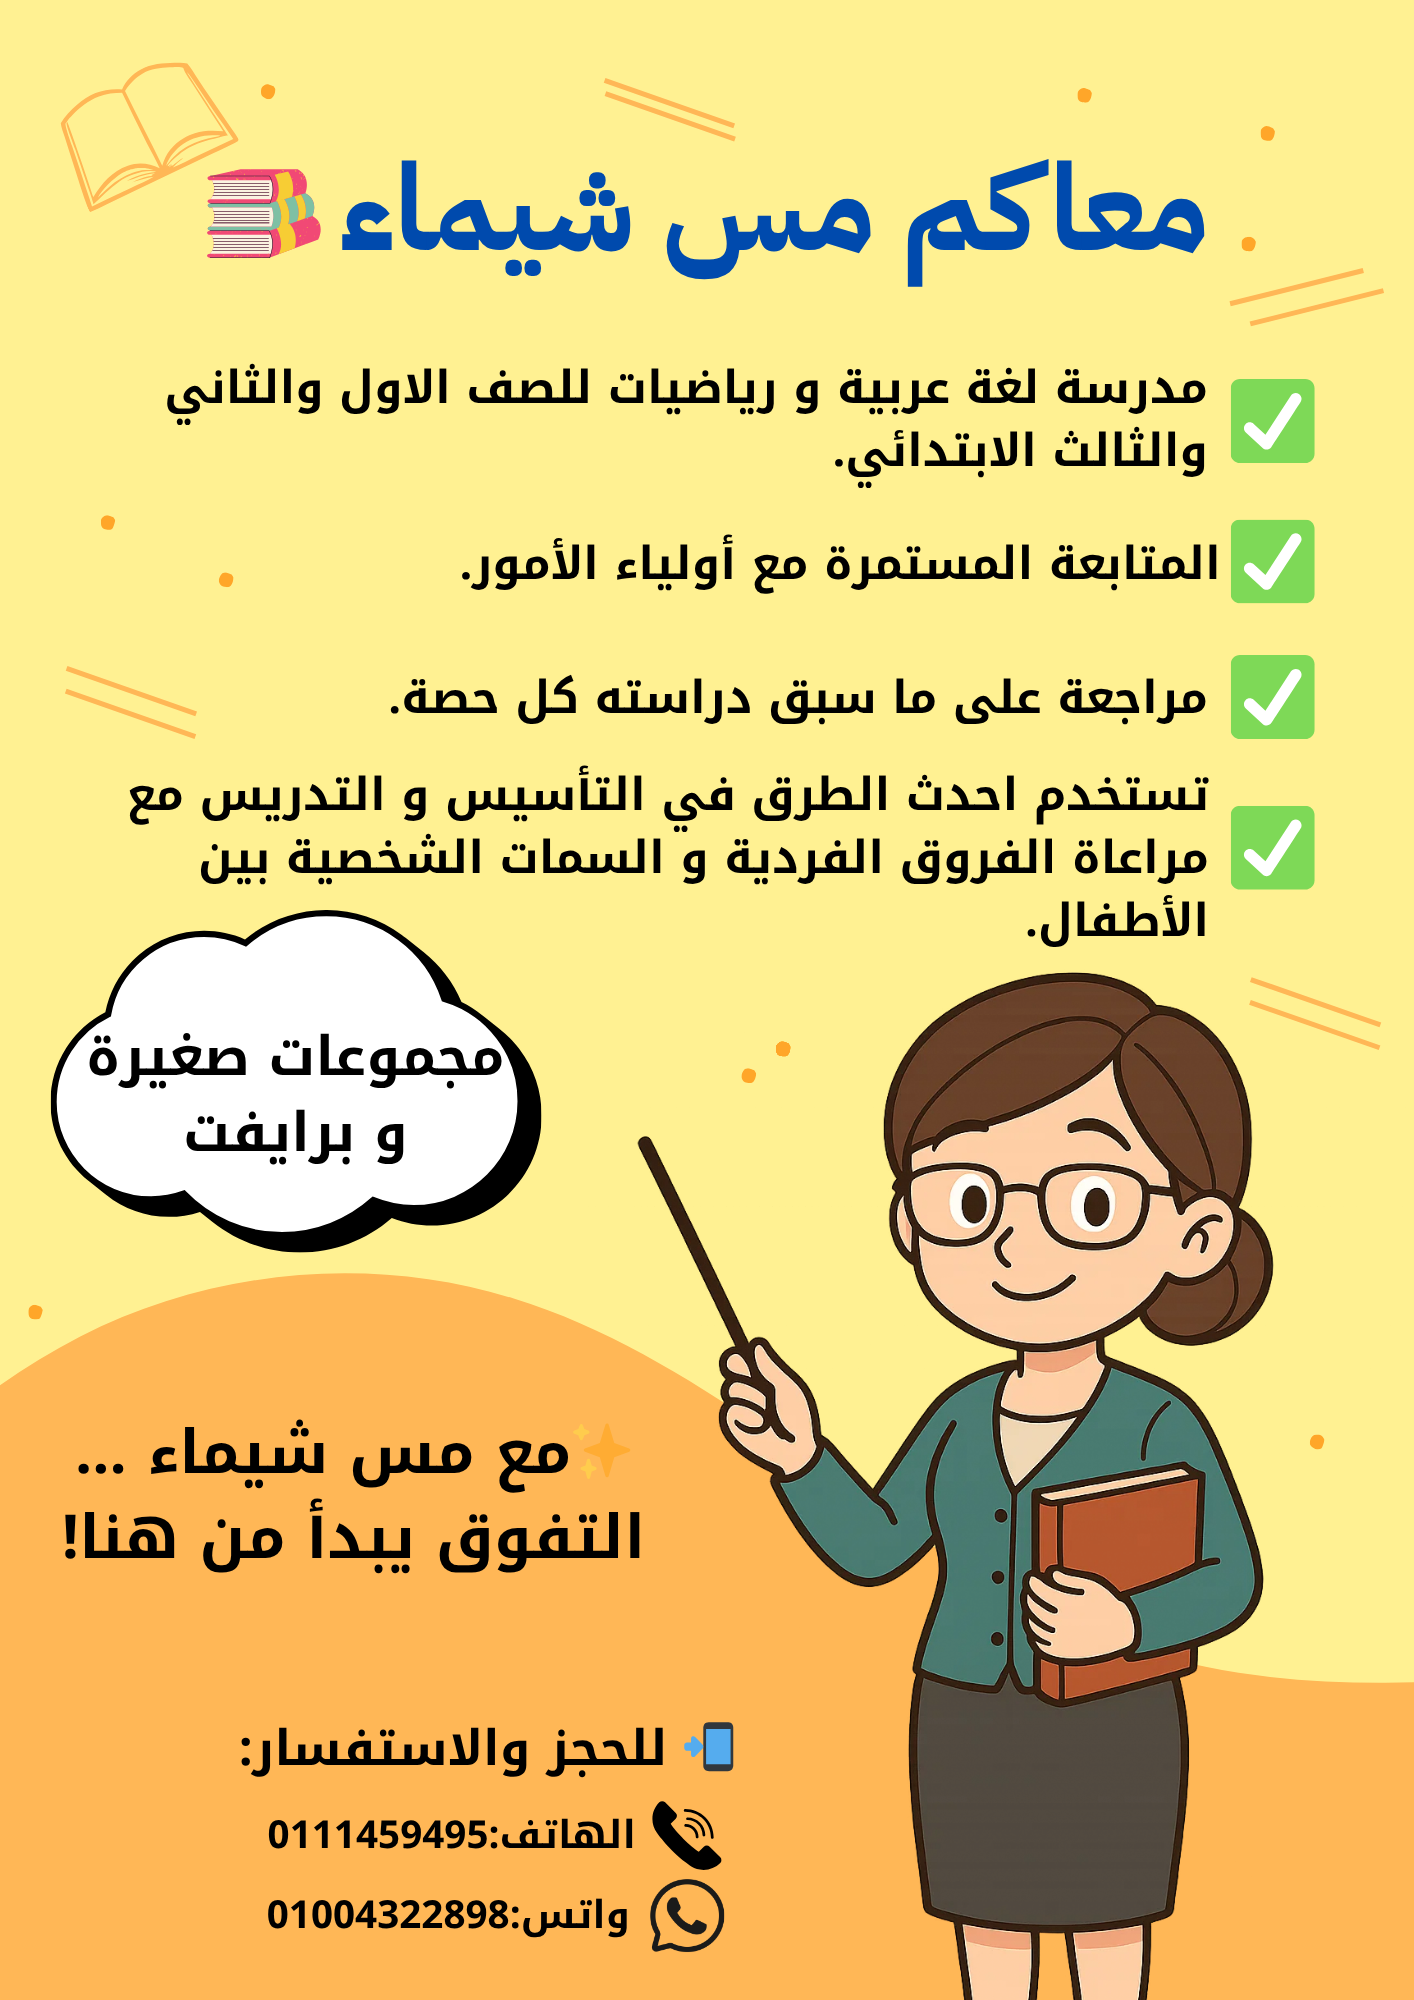 معاكم مس شيماء
مدرسة لغة عربية و رياضيات للصف الاول والثاني
والثالث الابتدائي.
المتابعة المستمرة مع أولياء الأمور.
مراجعة على ما سبق دراسته كل حصة.
تستخدم احدث الطرق في التأسيس و التدريس مع
مراعاة الفروق الفردية و السمات الشخصية بين
الأطفال.
مجموعات صغيرة
و برايفت
✨مع مس شيماء ...
التفوق يبدأ من هنا!
📲 للحجز والاستفسار:
الهاتف:0111459495
واتس:01004322898